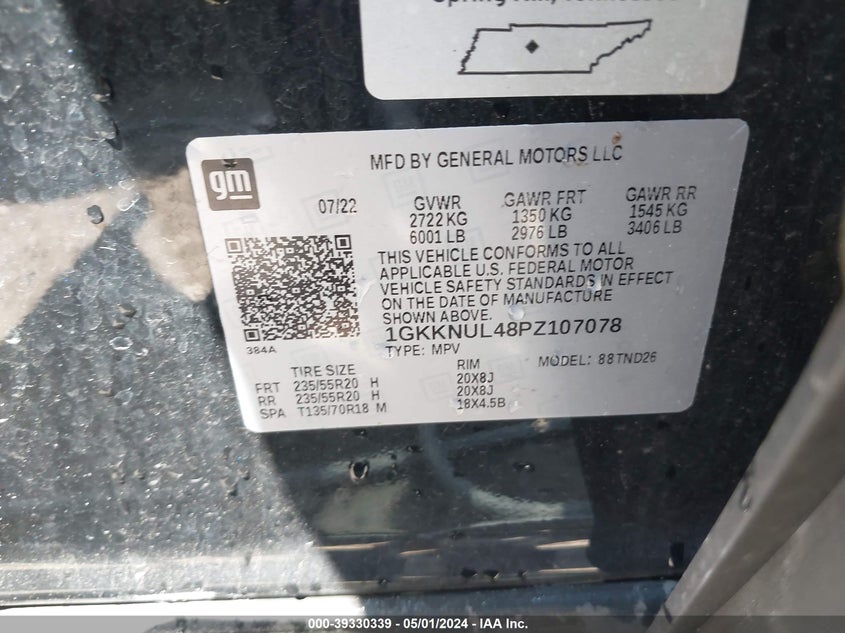 gm
MFD BY GENERAL MOTORS LLC
07/22
GVWR
2722 KG
6001 LB
GAWR FRT
1350 KG
2976 LB
GAWR RR
1545 KG
3406 LB
THIS VEHICLE CONFORMS TO ALL
APPLICABLE U.S. FEDERAL MOTOR
VEHICLE SAFETY STANDARDS IN EFFECT
ON THE DATE OF MANUFACTURE
SHOWN ABOVE.
1GKKNUL48PZ107078
384A
TYPE: MPV
MODEL: 88TND26
TIRE SIZE
RIM
FRT 235/55R20 H 20X8J
RR 235/55R20 H 20X8J
SPA T135/70R18 M 18X4.5B
000-39330339 / 05/01/2024 - IAA Inc.